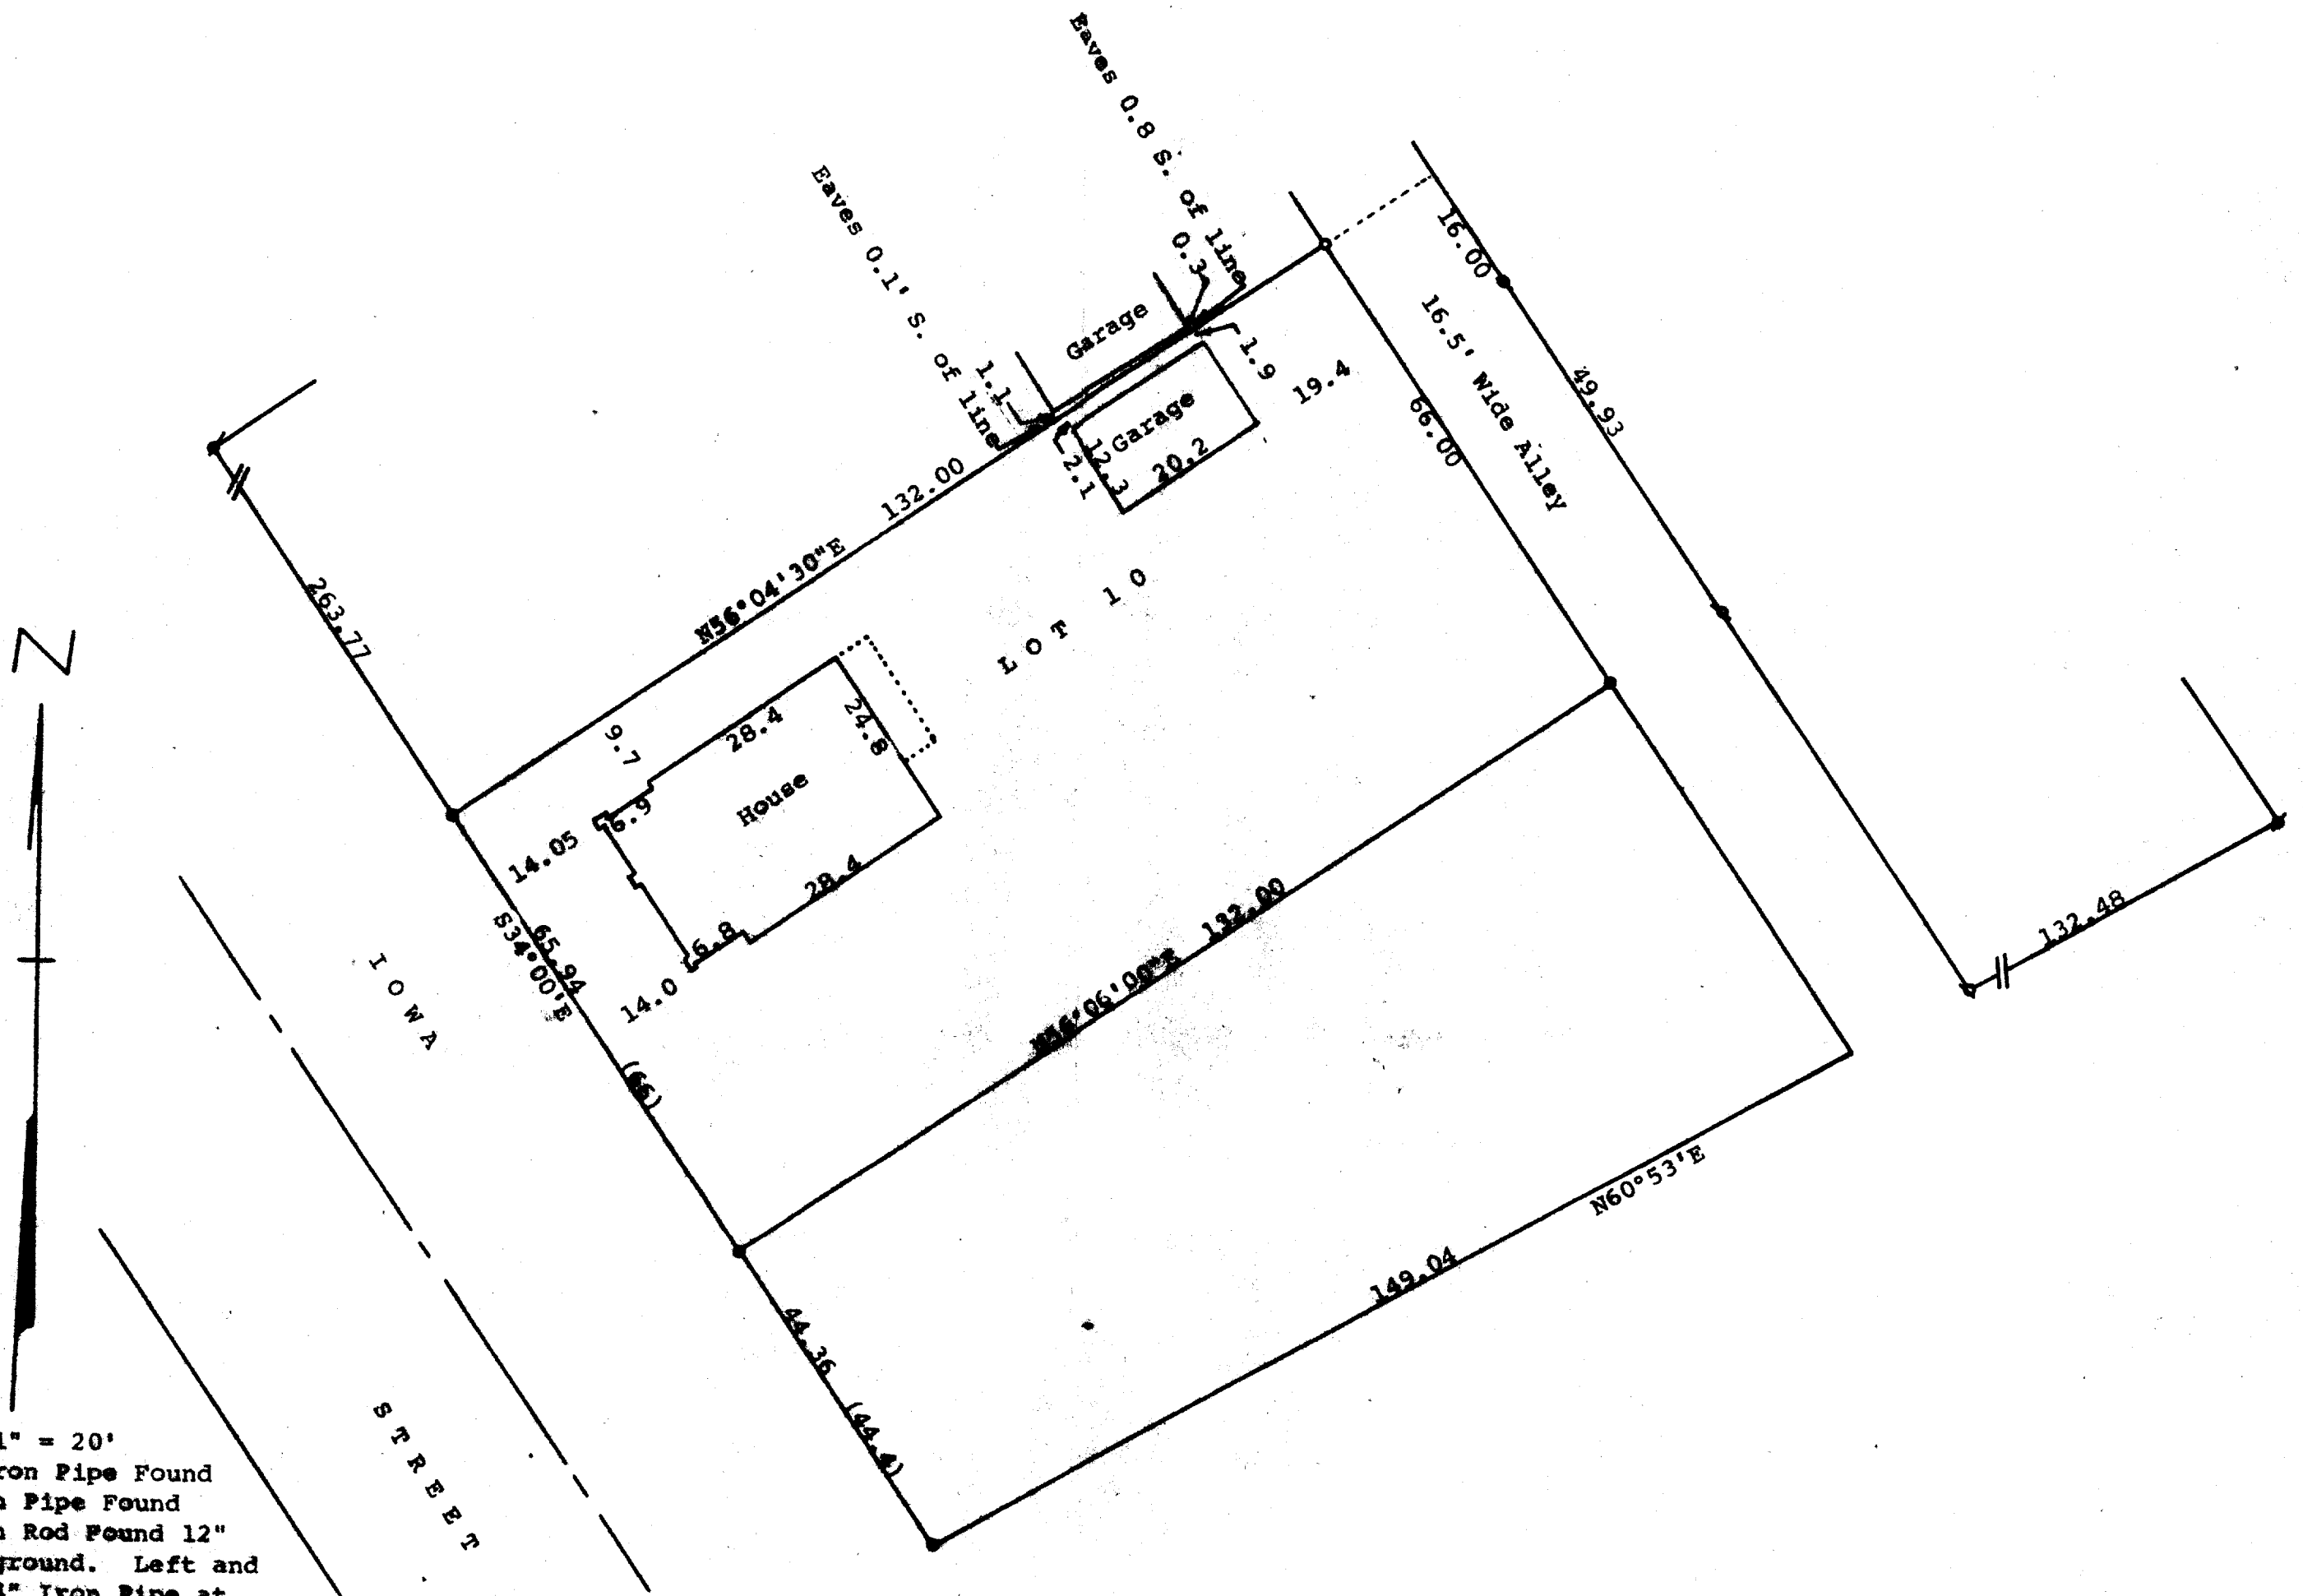 Eaves 0.8 S. of line
Eaves 0.1' S. of line
0.3
1.1
Garage
1.9
19.4
Garage
12.3
20.2
2.1
16.00
16.5' Wide Alley
49.93
66.00
132.00
N56°04'30"E
263.77
LOT 10
N
9.7
28.4
24.8
House
6.9
14.05
28.4
6.8
14.0
65.94
S34°00'E
(66)
IOWA
STREET
132.00
N56°06'00"E
132.48
N60°53'E
149.04
44.36 (44.4)
1" = 20'
Pipe Found
Pipe Found
Rod Found 12"
Left and
Iron Pipe at